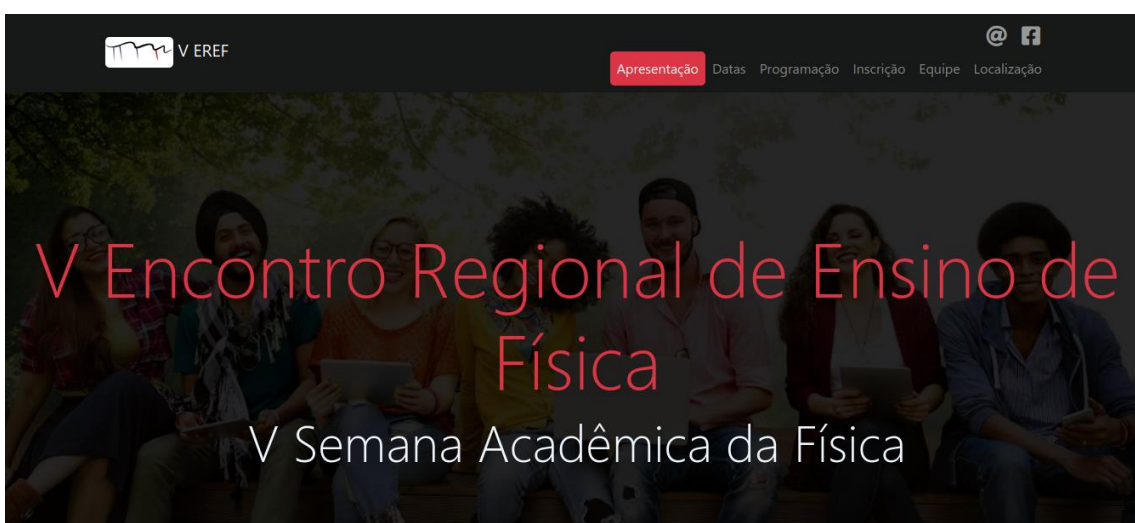 V EREF
@
Apresentação Datas Programação Inscrição Equipe Localização
V Encontro Regional de Ensino de
Física
V Semana Acadêmica da Física